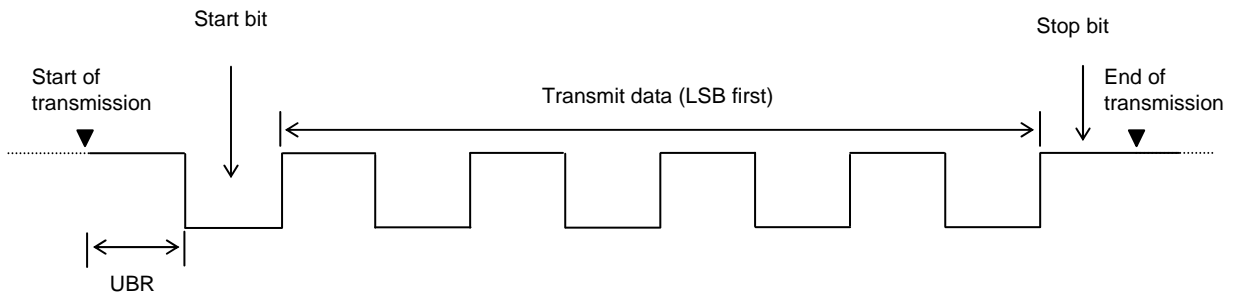 Start bit
Stop bit
Start of
transmission
Transmit data (LSB first)
End of
transmission
UBR